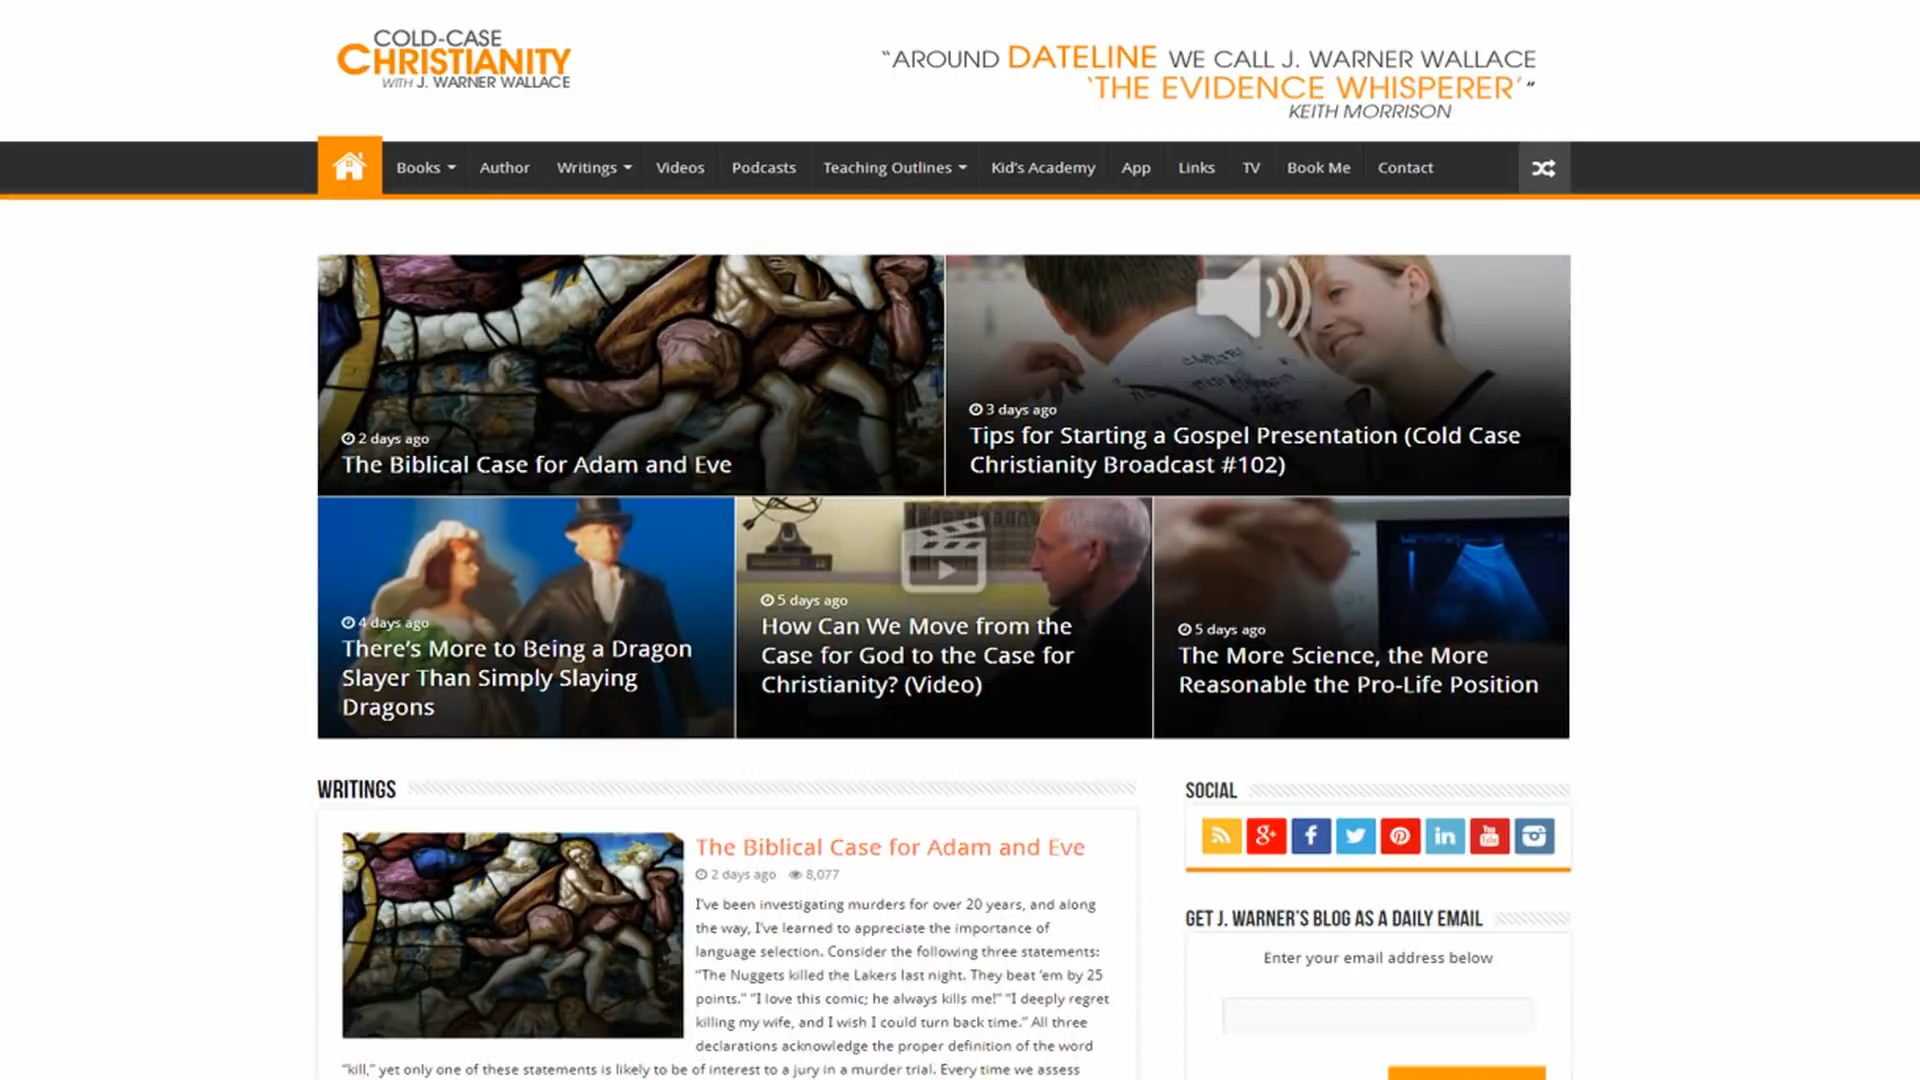 COLD-CASE
CHRISTIANITY
WITH J. WARNER WALLACE
“AROUND DATELINE WE CALL J. WARNER WALLACE
‘THE EVIDENCE WHISPERER’“
KEITH MORRISON
Books
Author
Writings
Videos
Podcasts
Teaching Outlines
Kid's Academy
App
Links
TV
Book Me
Contact
2 days ago
The Biblical Case for Adam and Eve
3 days ago
Tips for Starting a Gospel Presentation (Cold Case
Christianity Broadcast #102)
4 days ago
There's More to Being a Dragon
Slayer Than Simply Slaying
Dragons
5 days ago
How Can We Move from the
Case for God to the Case for
Christianity? (Video)
5 days ago
The More Science, the More
Reasonable the Pro-Life Position
WRITINGS
The Biblical Case for Adam and Eve
2 days ago 8,077
I've been investigating murders for over 20 years, and along
the way, I've learned to appreciate the importance of
language selection. Consider the following three statements:
“The Nuggets killed the Lakers last night. They beat ‘em by 25
points.” “I love this comic; he always kills me!” “I deeply regret
killing my wife, and I wish I could turn back time.” All three
declarations acknowledge the proper definition of the word
“kill,” yet only one of these statements is likely to be of interest to a jury in a murder trial. Every time we assess
SOCIAL
g+
f
in
You
Tube
GET J. WARNER'S BLOG AS A DAILY EMAIL
Enter your email address below